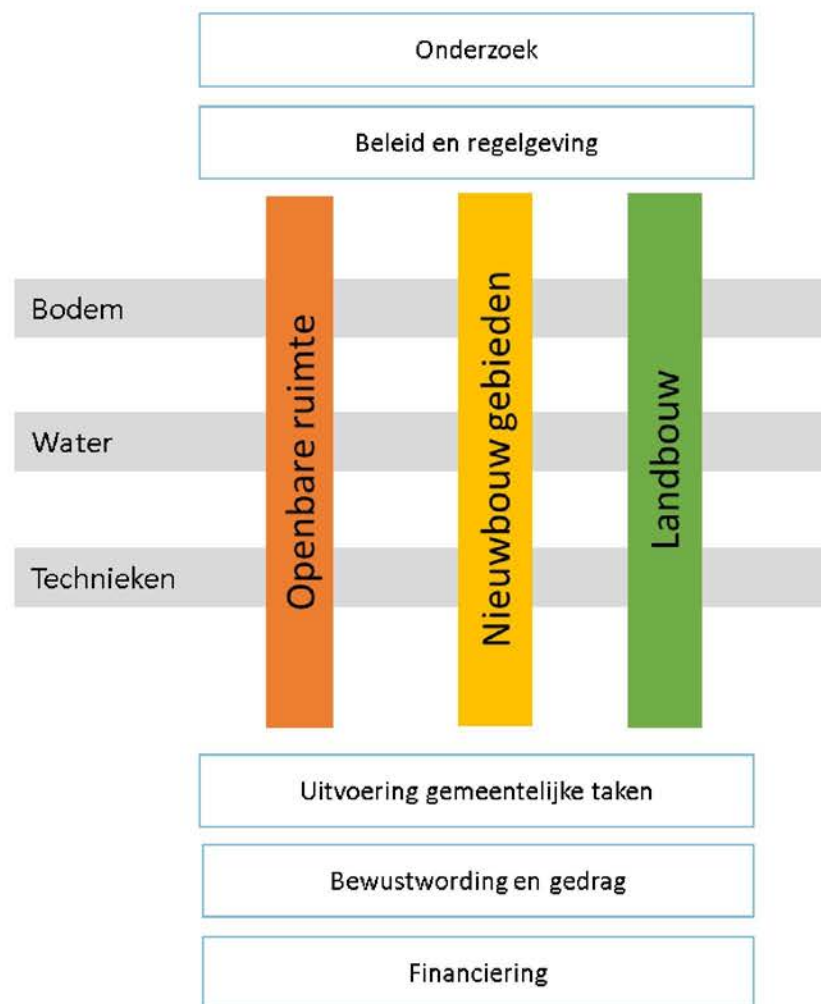 Onderzoek
Beleid en regelgeving
Bodem
Water
Technieken
Openbare ruimte
Nieuwbouw gebieden
Landbouw
Uitvoering gemeentelijke taken
Bewustwording en gedrag
Financiering